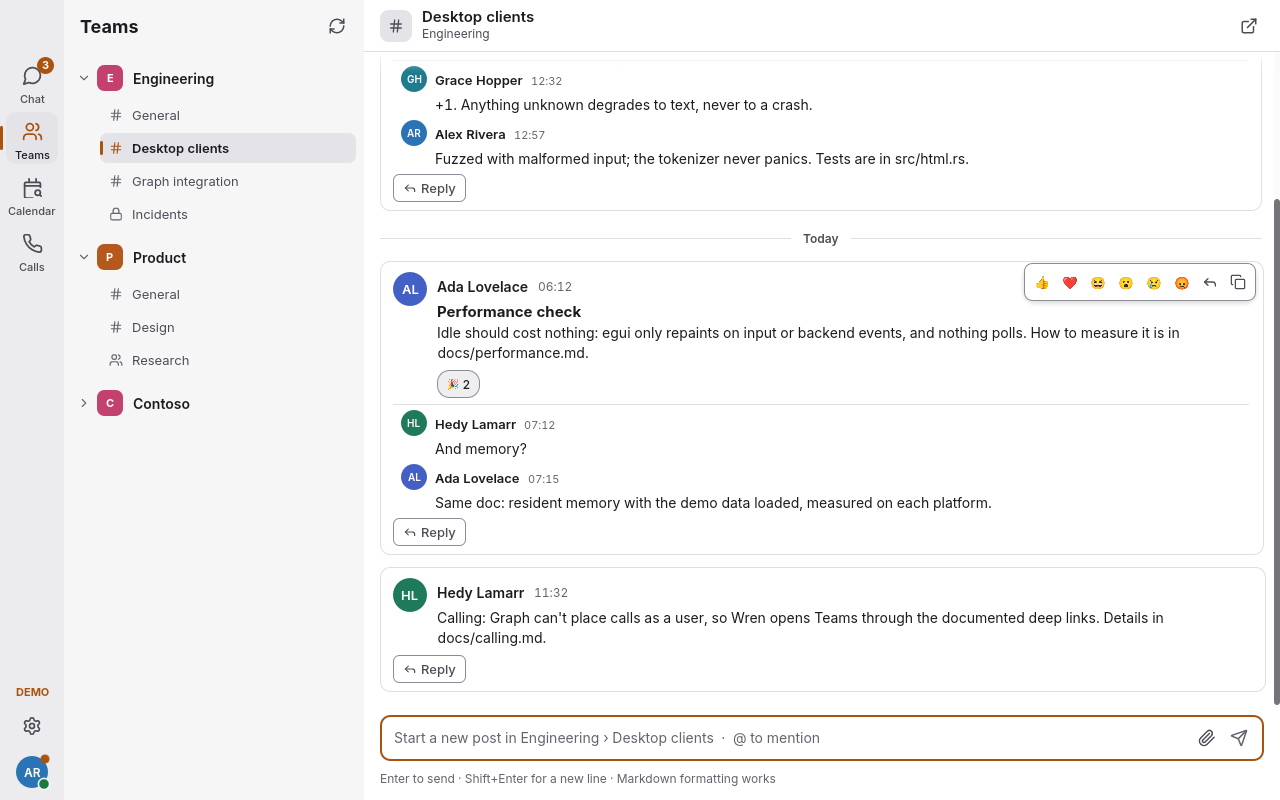 Teams
Chat
3
Teams
Calendar
Calls
DEMO
AR
E Engineering
General
Desktop clients
Graph integration
Incidents
P Product
General
Design
Research
C Contoso
Desktop clients
Engineering
GH Grace Hopper 12:32
+1. Anything unknown degrades to text, never to a crash.
AR Alex Rivera 12:57
Fuzzed with malformed input; the tokenizer never panics. Tests are in src/html.rs.
Reply
Today
AL Ada Lovelace 06:12
Performance check
Idle should cost nothing: egui only repaints on input or backend events, and nothing polls. How to measure it is in
docs/performance.md.
🎉 2
HL Hedy Lamarr 07:12
And memory?
AL Ada Lovelace 07:15
Same doc: resident memory with the demo data loaded, measured on each platform.
Reply
HL Hedy Lamarr 11:32
Calling: Graph can't place calls as a user, so Wren opens Teams through the documented deep links. Details in
docs/calling.md.
Reply
Start a new post in Engineering › Desktop clients · @ to mention
Enter to send · Shift+Enter for a new line · Markdown formatting works